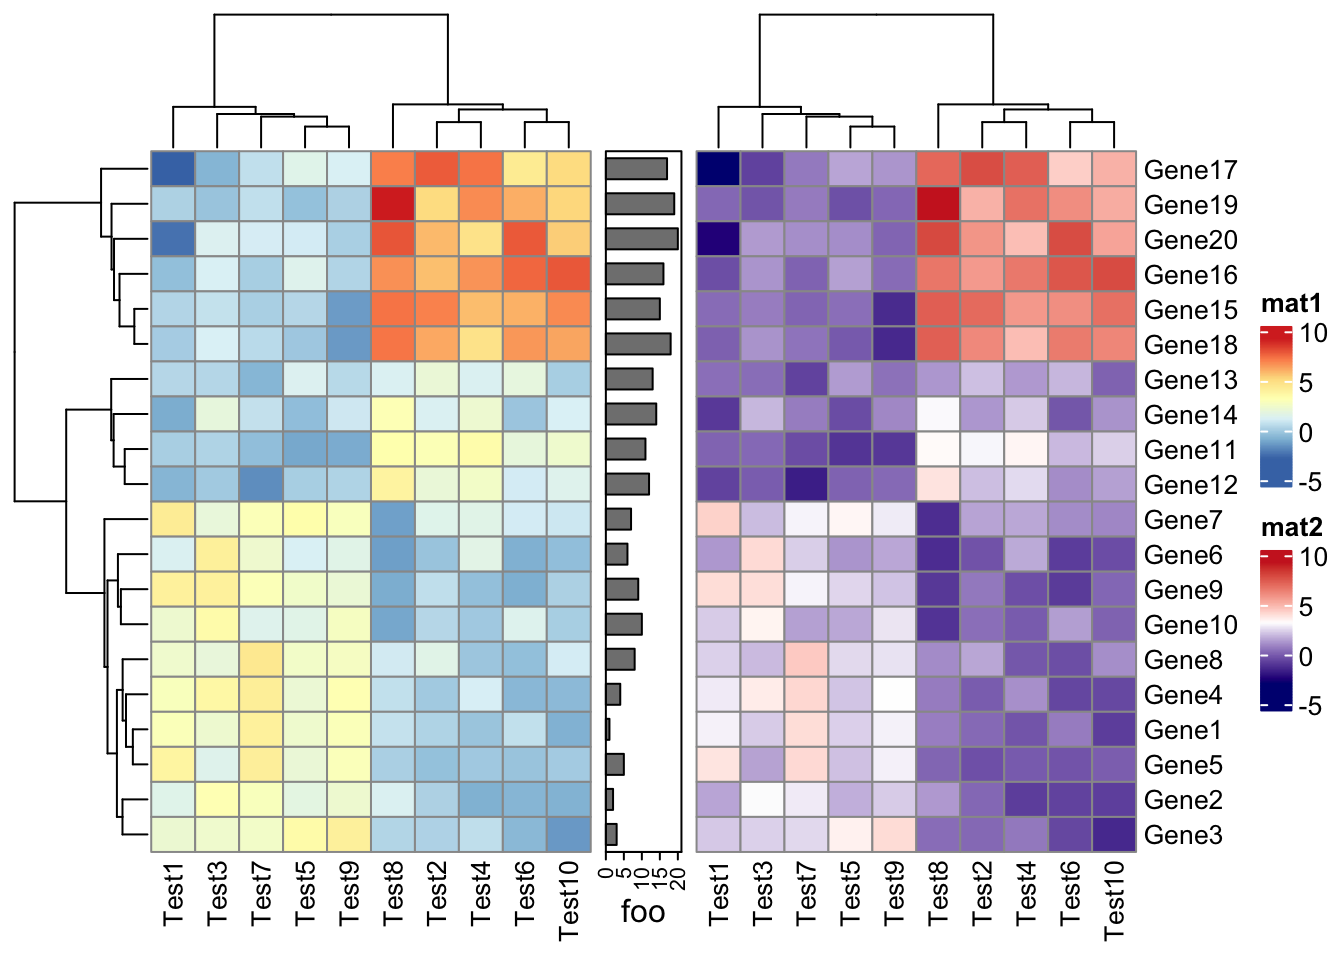 Gene17
Gene19
Gene20
Gene16
Gene15
Gene18
Gene13
Gene14
Gene11
Gene12
Gene7
Gene6
Gene9
Gene10
Gene8
Gene4
Gene1
Gene5
Gene2
Gene3
mat1
10
5
0
-5
mat2
10
5
0
-5
Test1 Test3 Test7 Test5 Test9 Test8 Test2 Test4 Test6 Test10
0 5 10 15 20
foo
Test1 Test3 Test7 Test5 Test9 Test8 Test2 Test4 Test6 Test10